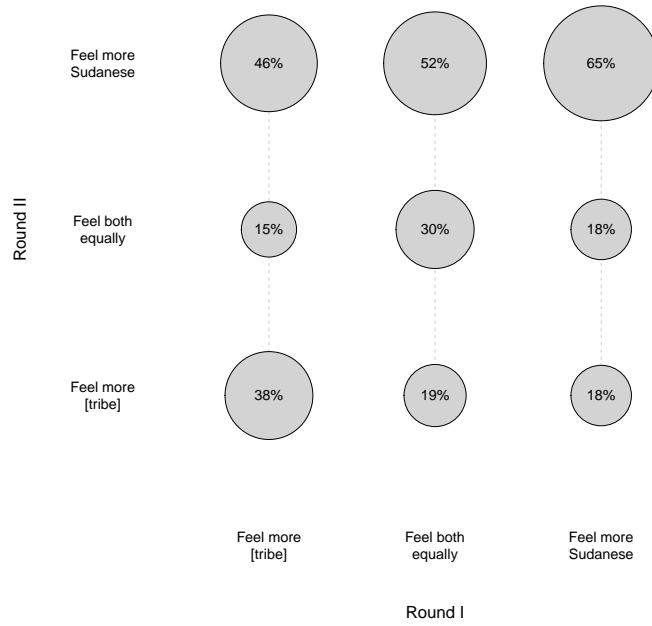 Feel more
Sudanese
46%
52%
65%
Round II
Feel both
equally
15%
30%
18%
Feel more
[tribe]
38%
19%
18%
Feel more
[tribe]
Feel both
equally
Feel more
Sudanese
Round I